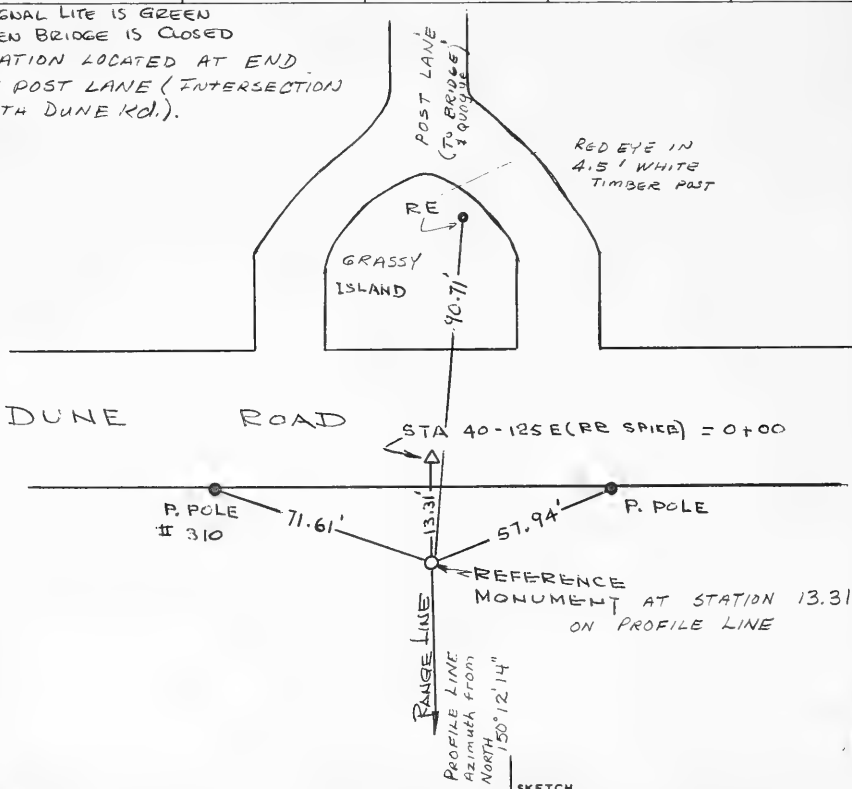 GNAL LITE IS GREEN
EN BRIDGE IS CLOSED
ATION LOCATED AT END
POST LANE (INTERSECTION
TH DUNE Rd.).
POST LANE
(TO BRIDGE
& QUOGUE)
RED EYE IN
4.5' WHITE
TIMBER POST
RE
GRASSY
ISLAND
90.71'
DUNE ROAD
STA 40-125E (RR SPIKE) = 0+00
P. POLE
# 310
71.61'
13.31'
57.94'
P. POLE
REFERENCE
MONUMENT AT STATION 13.31
ON PROFILE LINE
RANGE LINE
PROFILE LINE
Azimuth from
NORTH
150° 12' 14"
SKETCH